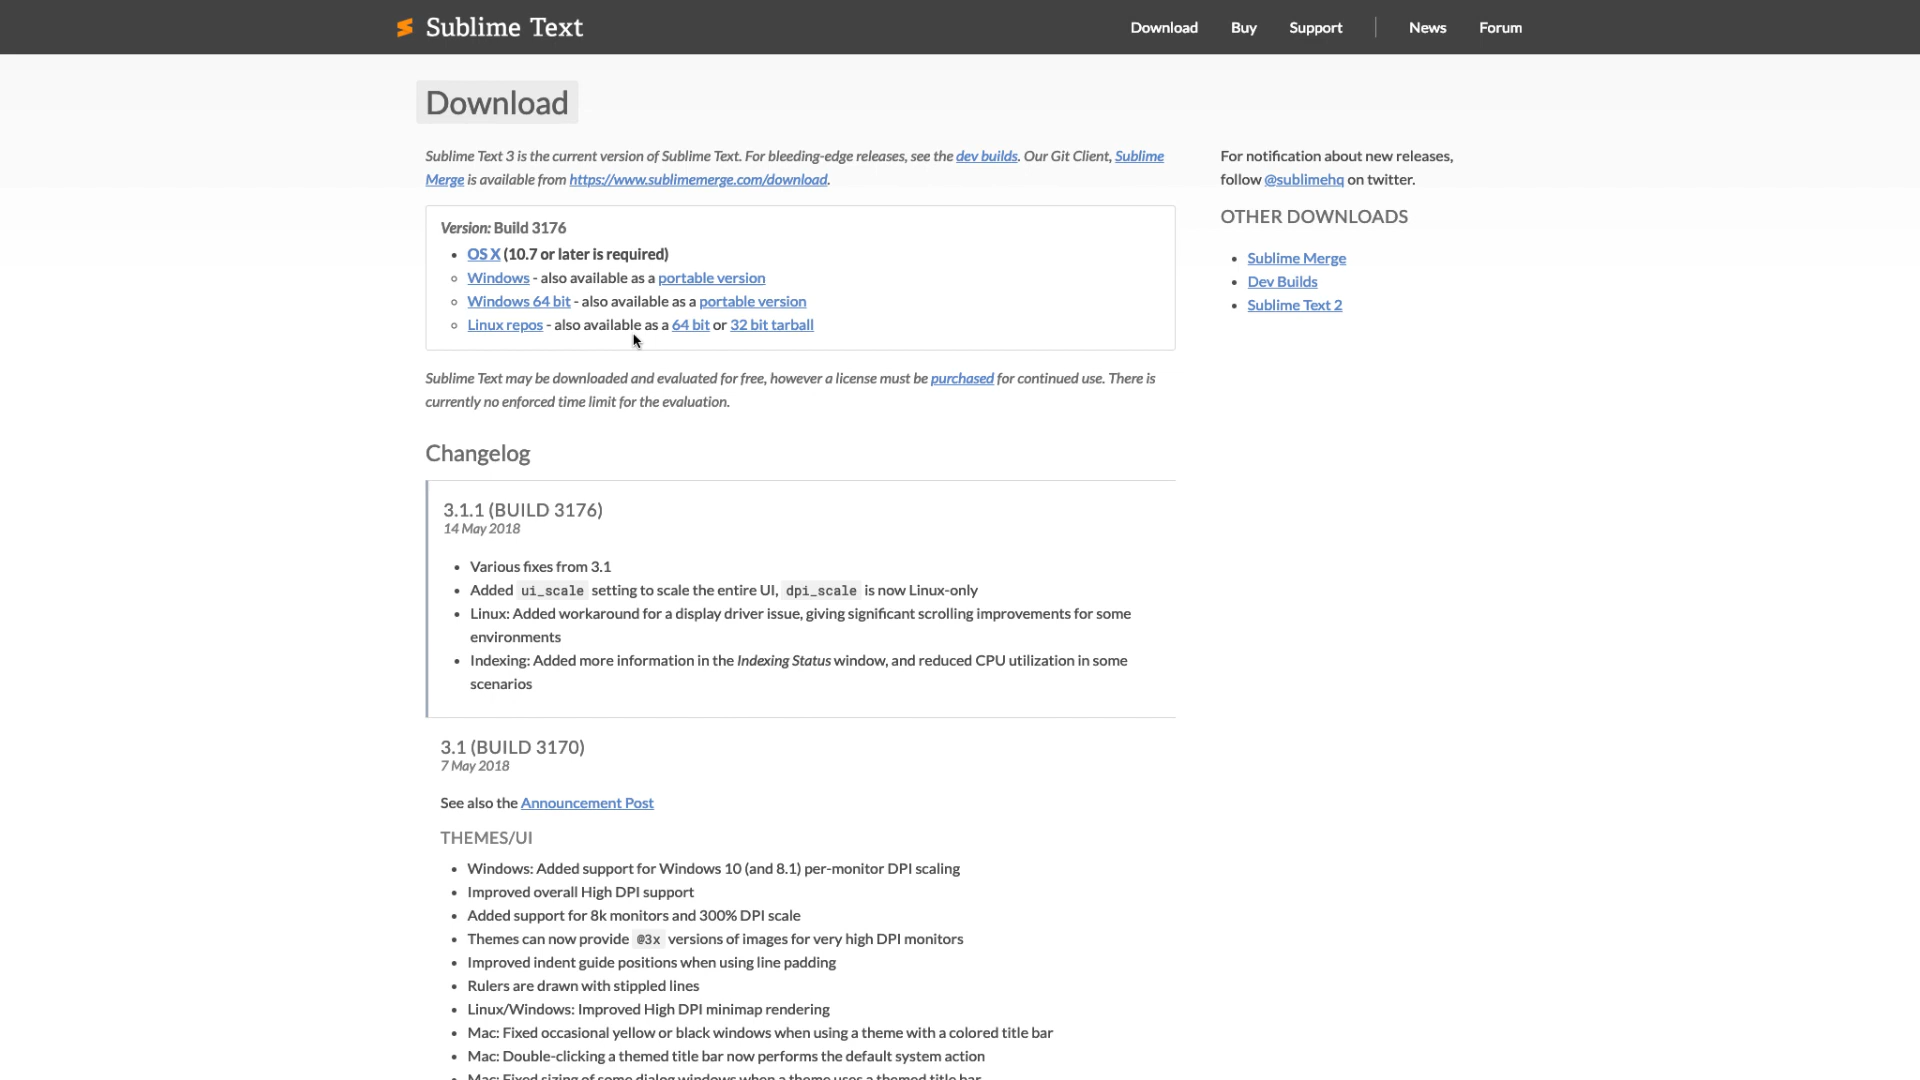 Sublime Text
Download
Buy
Support
News
Forum
Download
Sublime Text 3 is the current version of Sublime Text. For bleeding-edge releases, see the dev builds. Our Git Client, Sublime
Merge is available from https://www.sublimemerge.com/download.
Version: Build 3176
OS X (10.7 or later is required)
Windows - also available as a portable version
Windows 64 bit - also available as a portable version
Linux repos - also available as a 64 bit or 32 bit tarball
Sublime Text may be downloaded and evaluated for free, however a license must be purchased for continued use. There is
currently no enforced time limit for the evaluation.
For notification about new releases,
follow @sublimehq on twitter.
OTHER DOWNLOADS
Sublime Merge
Dev Builds
Sublime Text 2
Changelog
3.1.1 (BUILD 3176)
14 May 2018
Various fixes from 3.1
Added ui_scale setting to scale the entire UI, dpi_scale is now Linux-only
Linux: Added workaround for a display driver issue, giving significant scrolling improvements for some
environments
Indexing: Added more information in the Indexing Status window, and reduced CPU utilization in some
scenarios
3.1 (BUILD 3170)
7 May 2018
See also the Announcement Post
THEMES/UI
Windows: Added support for Windows 10 (and 8.1) per-monitor DPI scaling
Improved overall High DPI support
Added support for 8k monitors and 300% DPI scale
Themes can now provide @3x versions of images for very high DPI monitors
Improved indent guide positions when using line padding
Rulers are drawn with stippled lines
Linux/Windows: Improved High DPI minimap rendering
Mac: Fixed occasional yellow or black windows when using a theme with a colored title bar
Mac: Double-clicking a themed title bar now performs the default system action
Mac: Fixed sizing of some dialog windows when a theme uses a themed title bar